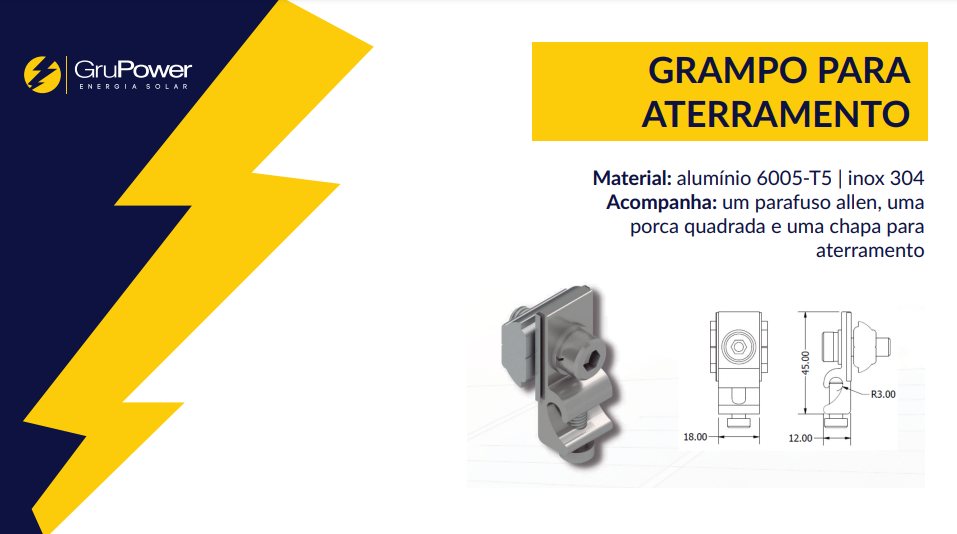 GruPower
ENERGIA SOLAR
GRAMPO PARA
ATERRAMENTO
Material: alumínio 6005-T5 | inox 304
Acompanha: um parafuso allen, uma
porca quadrada e uma chapa para
aterramento
45.00
R3.00
18.00
12.00